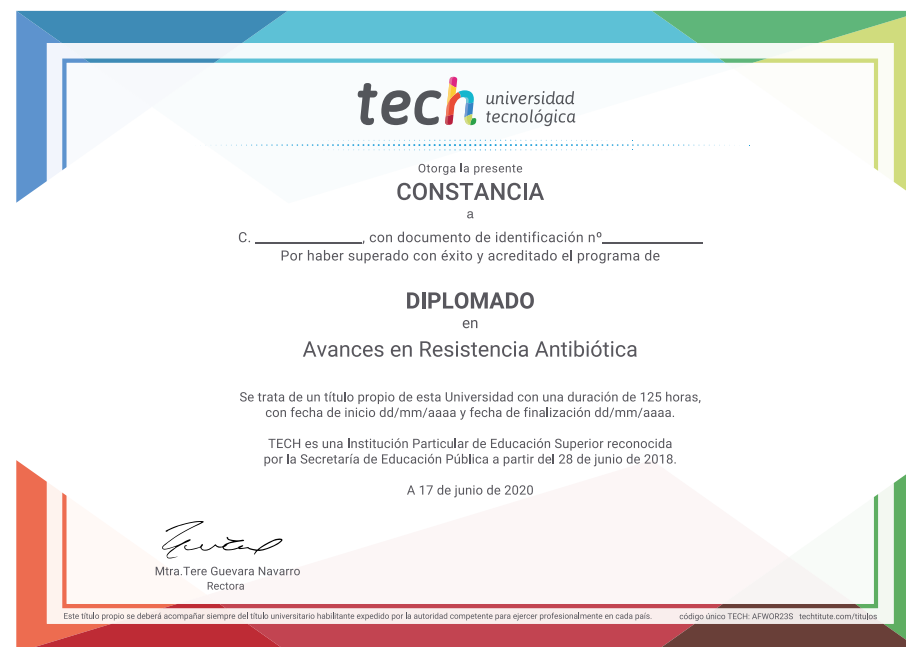 tech universidad
tecnológica
Otorga la presente
CONSTANCIA
a
C. ______________, con documento de identificación nº_____________
Por haber superado con éxito y acreditado el programa de
DIPLOMADO
en
Avances en Resistencia Antibiótica
Se trata de un título propio de esta Universidad con una duración de 125 horas,
con fecha de inicio dd/mm/aaaa y fecha de finalización dd/mm/aaaa.
TECH es una Institución Particular de Educación Superior reconocida
por la Secretaría de Educación Pública a partir del 28 de junio de 2018.
A 17 de junio de 2020
Mtra.Tere Guevara Navarro
Rectora
Este título propio se deberá acompañar siempre del título universitario habilitante expedido por la autoridad competente para ejercer profesionalmente en cada país. código único TECH: AFWOR23S techtitute.com/titulos